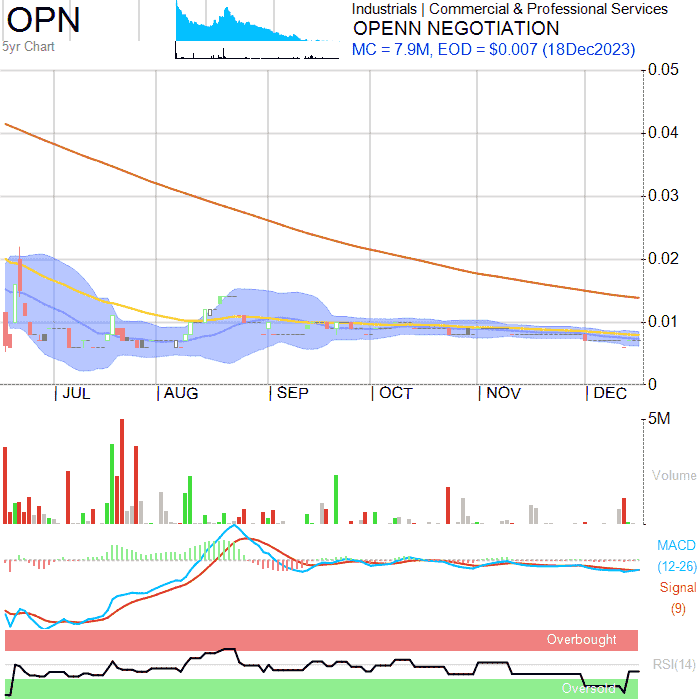 OPN
5yr Chart
Industrials | Commercial & Professional Services
OPENN NEGOTIATION
MC = 7.9M, EOD = $0.007 (18Dec2023)
0.05
0.04
0.03
0.02
0.01
0
| JUL | AUG | SEP | OCT | NOV | DEC
5M
Volume
MACD
(12-26)
Signal
(9)
Overbought
RSI(14)
Oversold